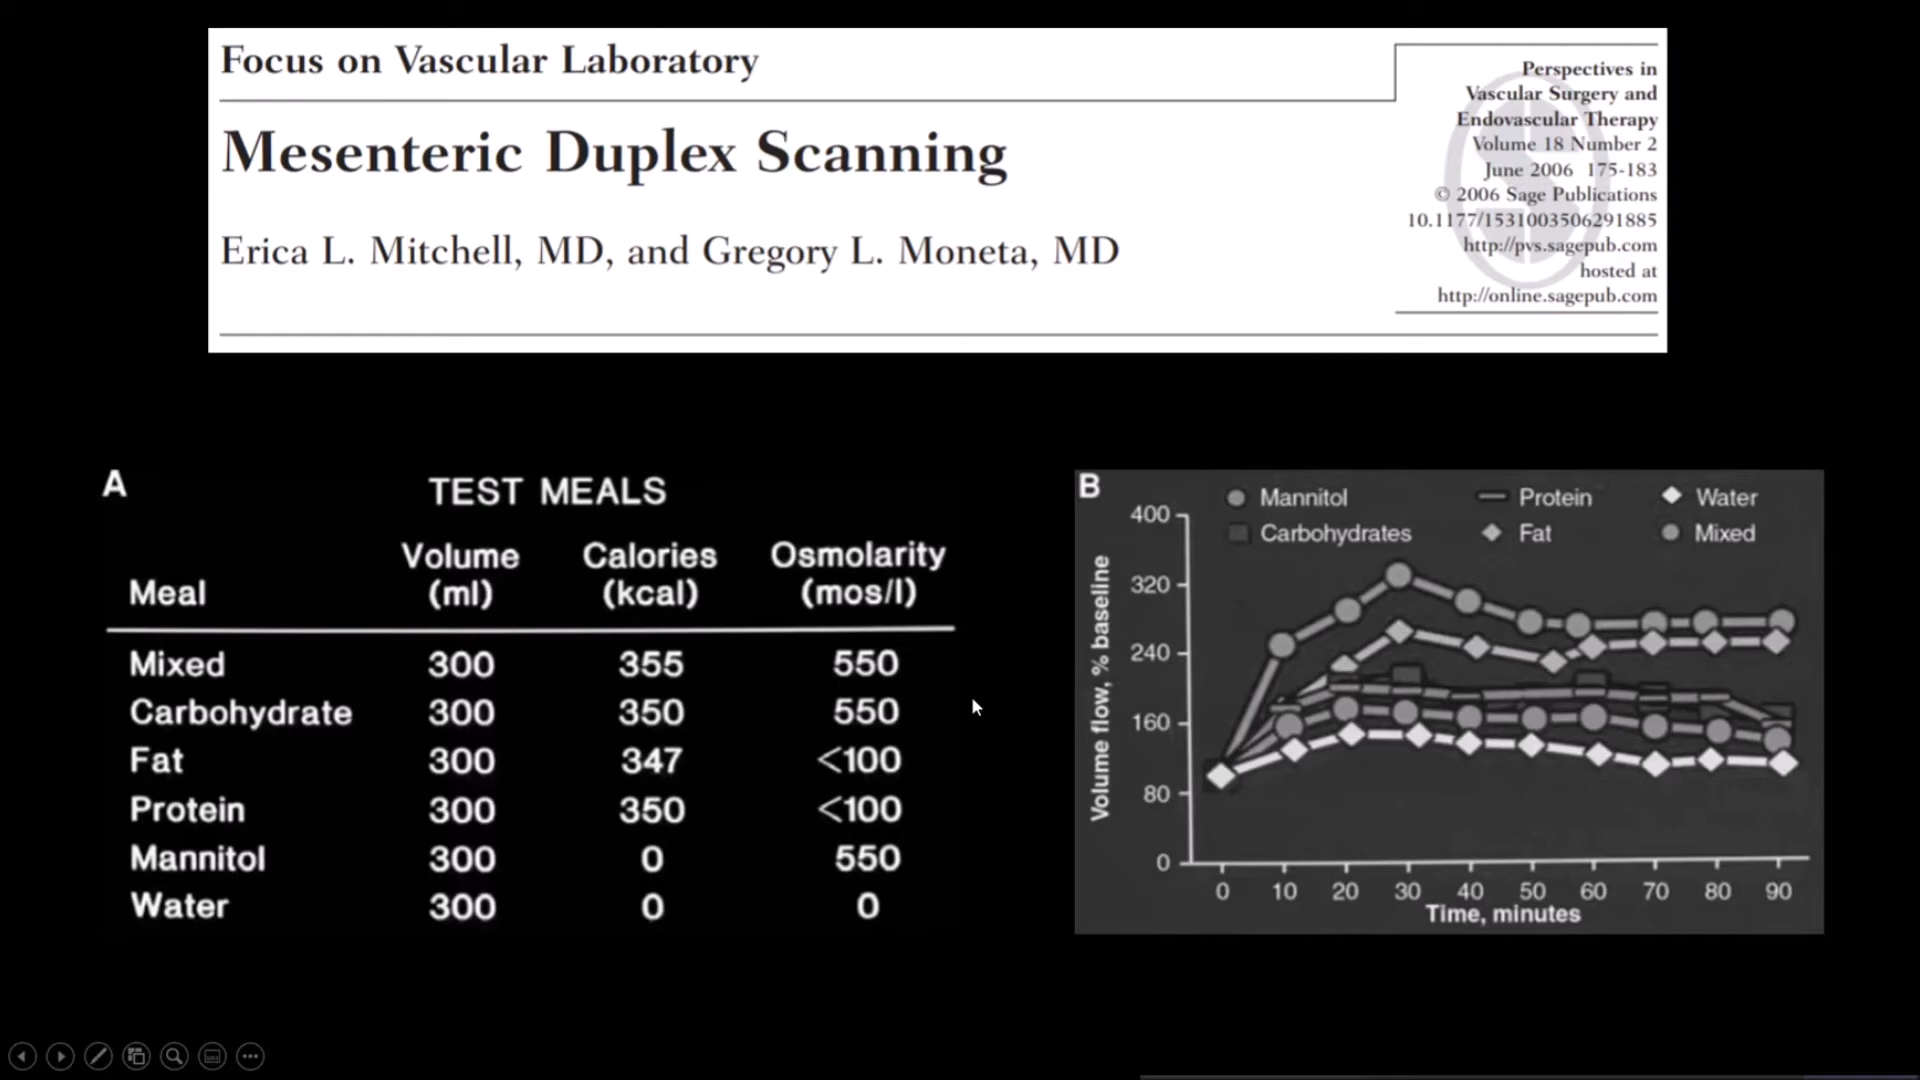 Focus on Vascular Laboratory
Mesenteric Duplex Scanning
Erica L. Mitchell, MD, and Gregory L. Moneta, MD
Perspectives in
Vascular Surgery and
Endovascular Therapy
Volume 18 Number 2
June 2006 175-183
© 2006 Sage Publications
10.1177/1531003506291885
http://pvs.sagepub.com
hosted at
http://online.sagepub.com
A
TEST MEALS
Meal Volume (ml) Calories (kcal) Osmolarity (mos/l)
Mixed 300 355 550
Carbohydrate 300 350 550
Fat 300 347 <100
Protein 300 350 <100
Mannitol 300 0 550
Water 300 0 0
B
Mannitol Protein Water
Carbohydrates Fat Mixed
Volume flow, % baseline
400
320
240
160
80
0
0 10 20 30 40 50 60 70 80 90
Time, minutes